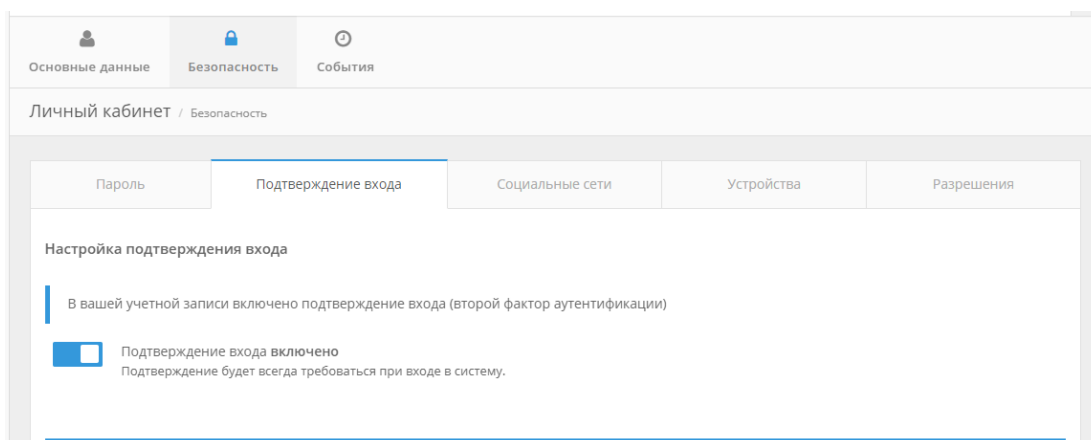 Основные данные Безопасность События
Личный кабинет / Безопасность
Пароль Подтверждение входа Социальные сети Устройства Разрешения
Настройка подтверждения входа
В вашей учетной записи включено подтверждение входа (второй фактор аутентификации)
Подтверждение входа включено
Подтверждение будет всегда требоваться при входе в систему.